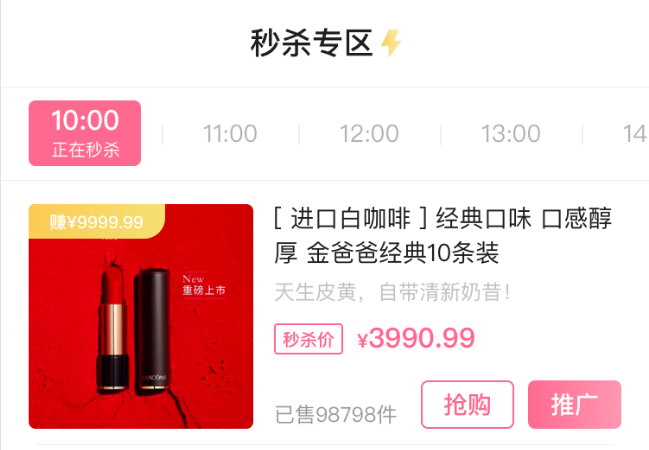 秒杀专区
10:00
正在秒杀
11:00
12:00
13:00
14
赚¥9999.99
New
重磅上市
LANCÔME
[ 进口白咖啡 ] 经典口味 口感醇
厚 金爸爸经典10条装
天生皮黄，自带清新奶昔！
秒杀价
¥3990.99
已售98798件
抢购
推广